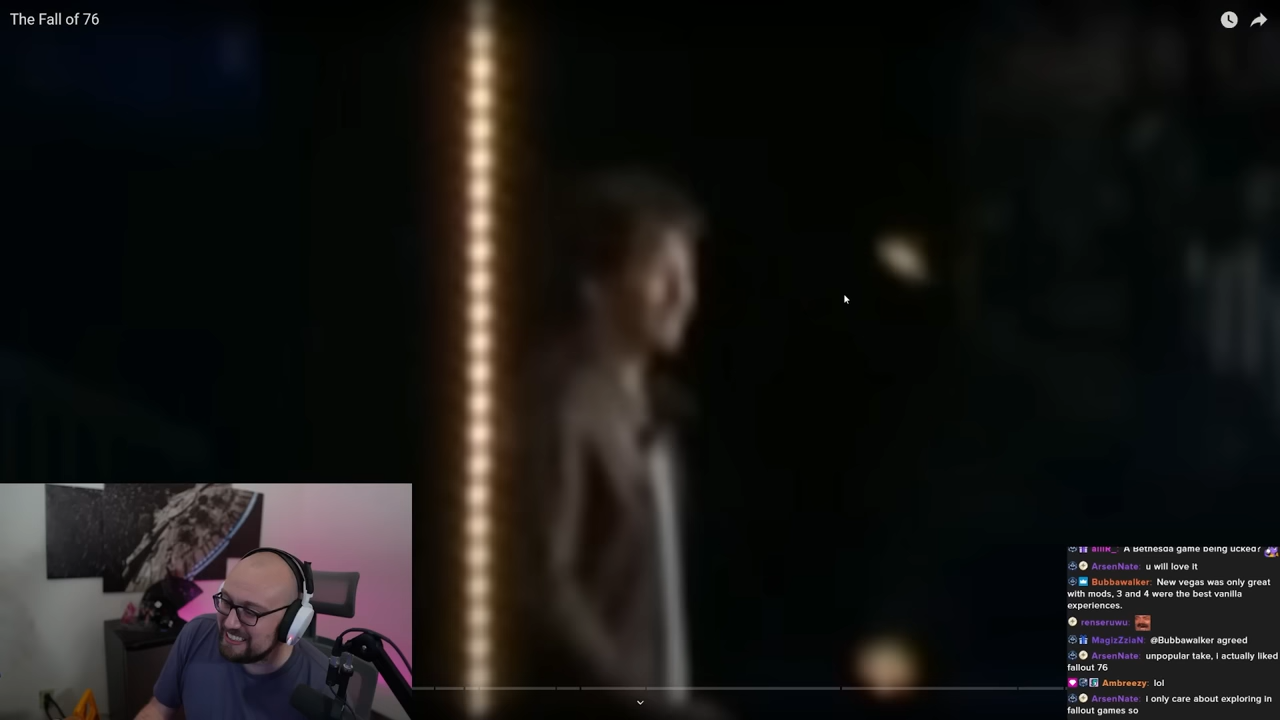 The Fall of 76
A Bethesda game being ucked?
ArsenNate: u will love it
Bubbawalker: New vegas was only great
with mods, 3 and 4 were the best vanilla
experiences.
renseruwu:
MagizZziaN: @Bubbawalker agreed
ArsenNate: unpopular take, i actually liked
fallout 76
Ambreezy: lol
ArsenNate: i only care about exploring in
fallout games so